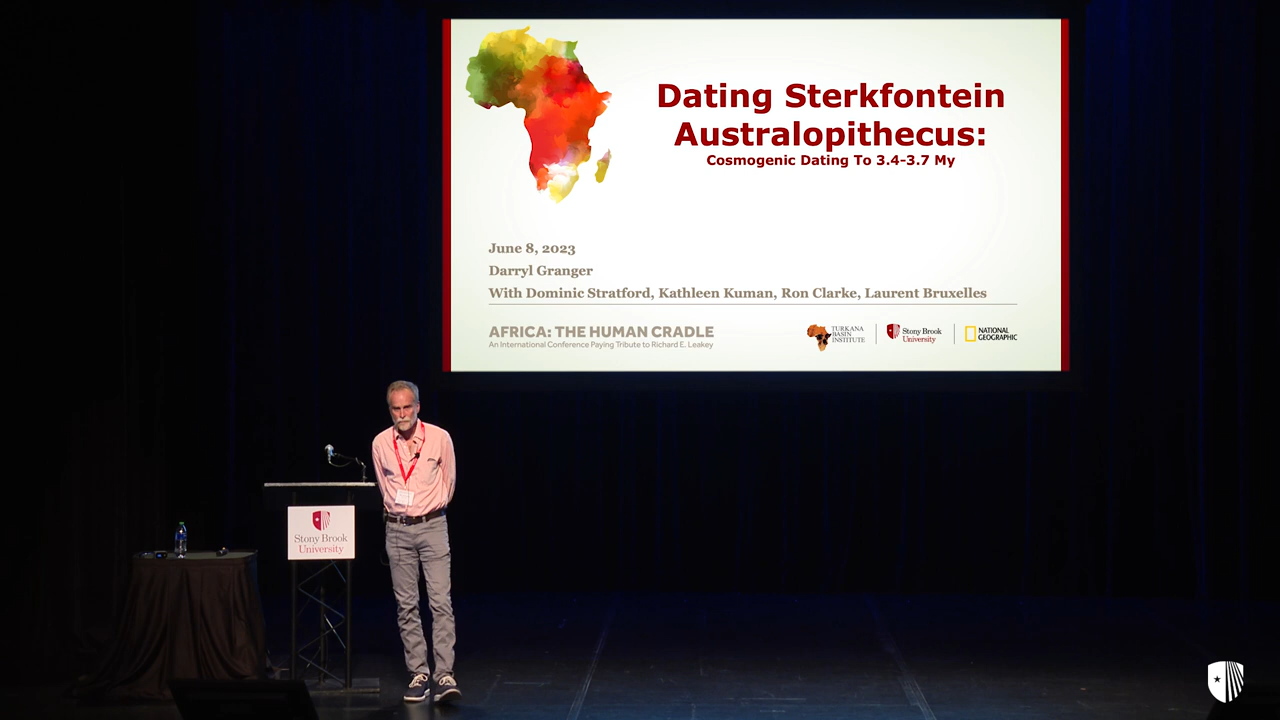 Dating Sterkfontein
Australopithecus:
Cosmogenic Dating To 3.4-3.7 My
June 8, 2023
Darryl Granger
With Dominic Stratford, Kathleen Kuman, Ron Clarke, Laurent Bruxelles
AFRICA: THE HUMAN CRADLE
An International Conference Paying Tribute to Richard E. Leakey
TURKANA
BASIN
INSTITUTE
Stony Brook
University
NATIONAL
GEOGRAPHIC
Stony Brook
University